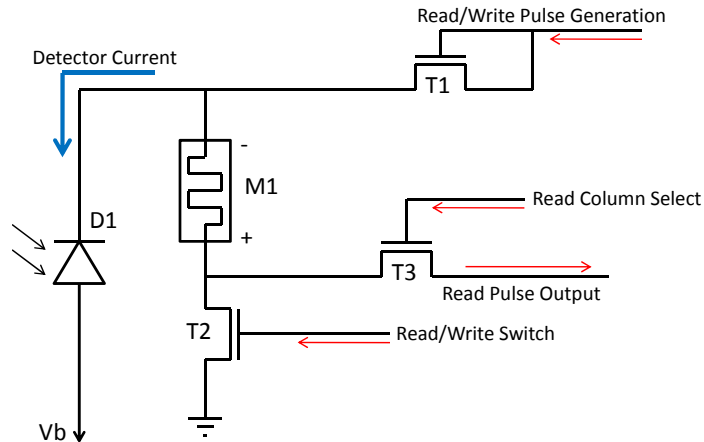 Read/Write Pulse Generation
Detector Current
T1
-
M1
+
D1
Read Column Select
T3
Read Pulse Output
T2
Read/Write Switch
Vb